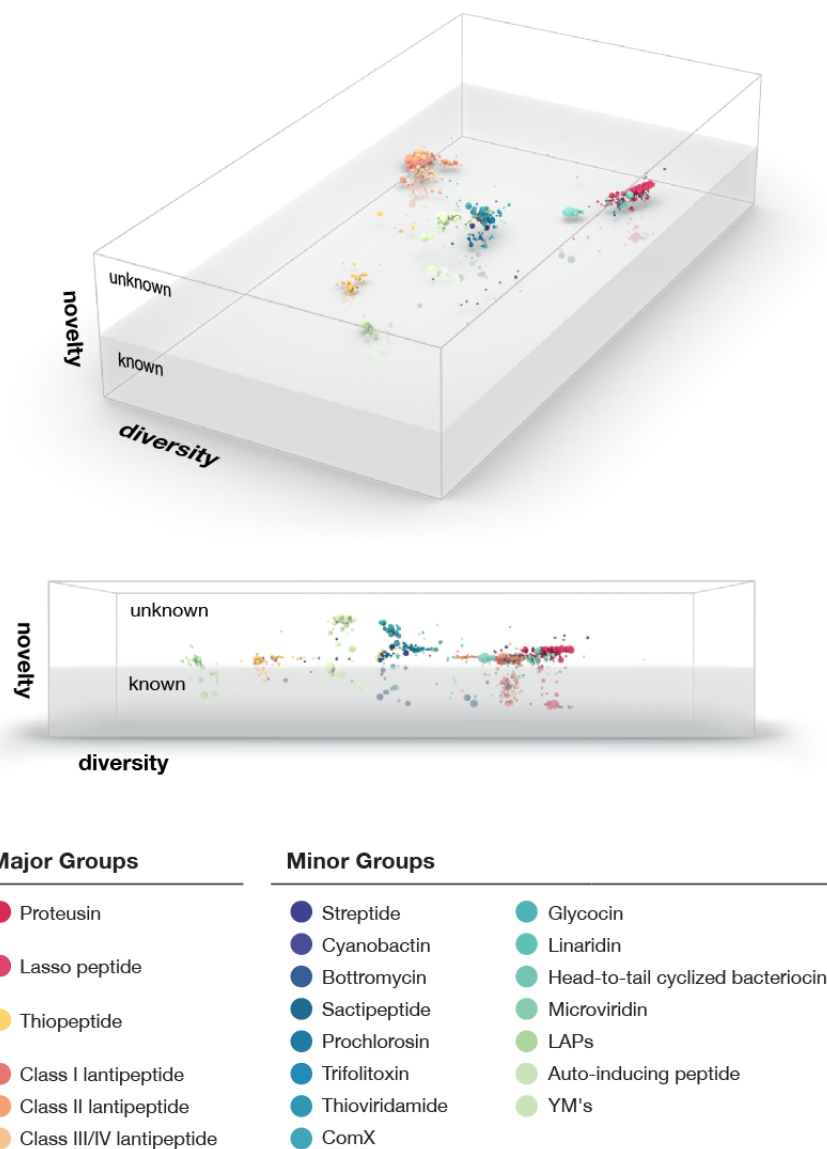 unknown
novelty
known
diversity
unknown
novelty
known
diversity
Major Groups
Minor Groups
Proteusin
Lasso peptide
Thiopeptide
Class I lantipeptide
Class II lantipeptide
Class III/IV lantipeptide
Streptide
Cyanobactin
Bottromycin
Sactipeptide
Prochlorosin
Trifolitoxin
Thioviridamide
ComX
Glycocin
Linaridin
Head-to-tail cyclized bacteriocin
Microviridin
LAPs
Auto-inducing peptide
YM's